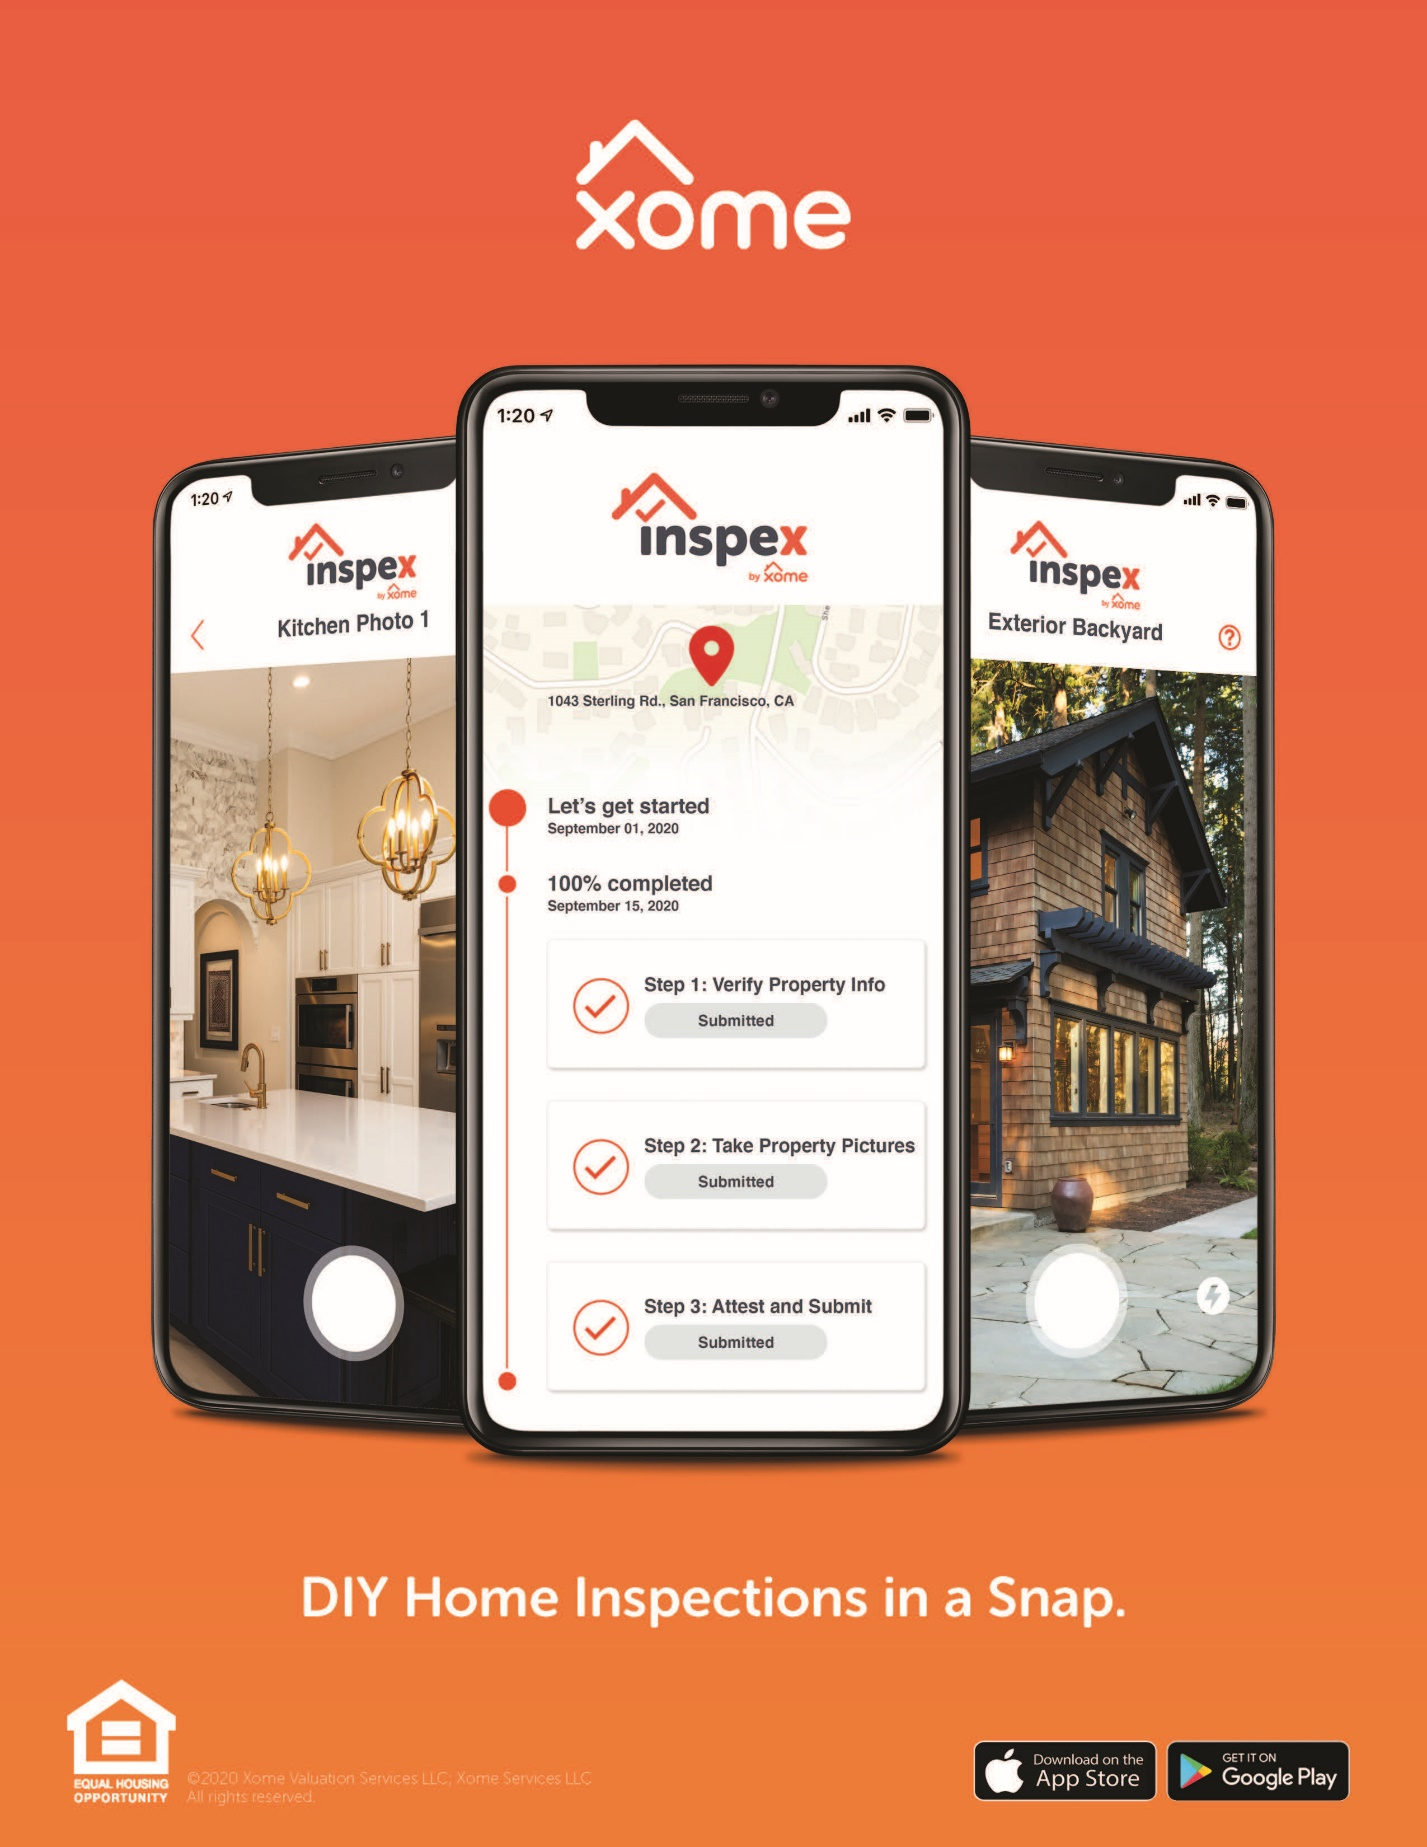 xome
1:20
inspex
by xome
Kitchen Photo 1
1:20
inspex
by xome
She
1043 Sterling Rd., San Francisco, CA
Let's get started
September 01, 2020
100% completed
September 15, 2020
Step 1: Verify Property Info
Submitted
Step 2: Take Property Pictures
Submitted
Step 3: Attest and Submit
Submitted
inspex
by xome
Exterior Backyard
?
DIY Home Inspections in a Snap.
EQUAL HOUSING
OPPORTUNITY
©2020 Xome Valuation Services LLC; Xome Services LLC
All rights reserved.
Download on the
App Store
GET IT ON
Google Play